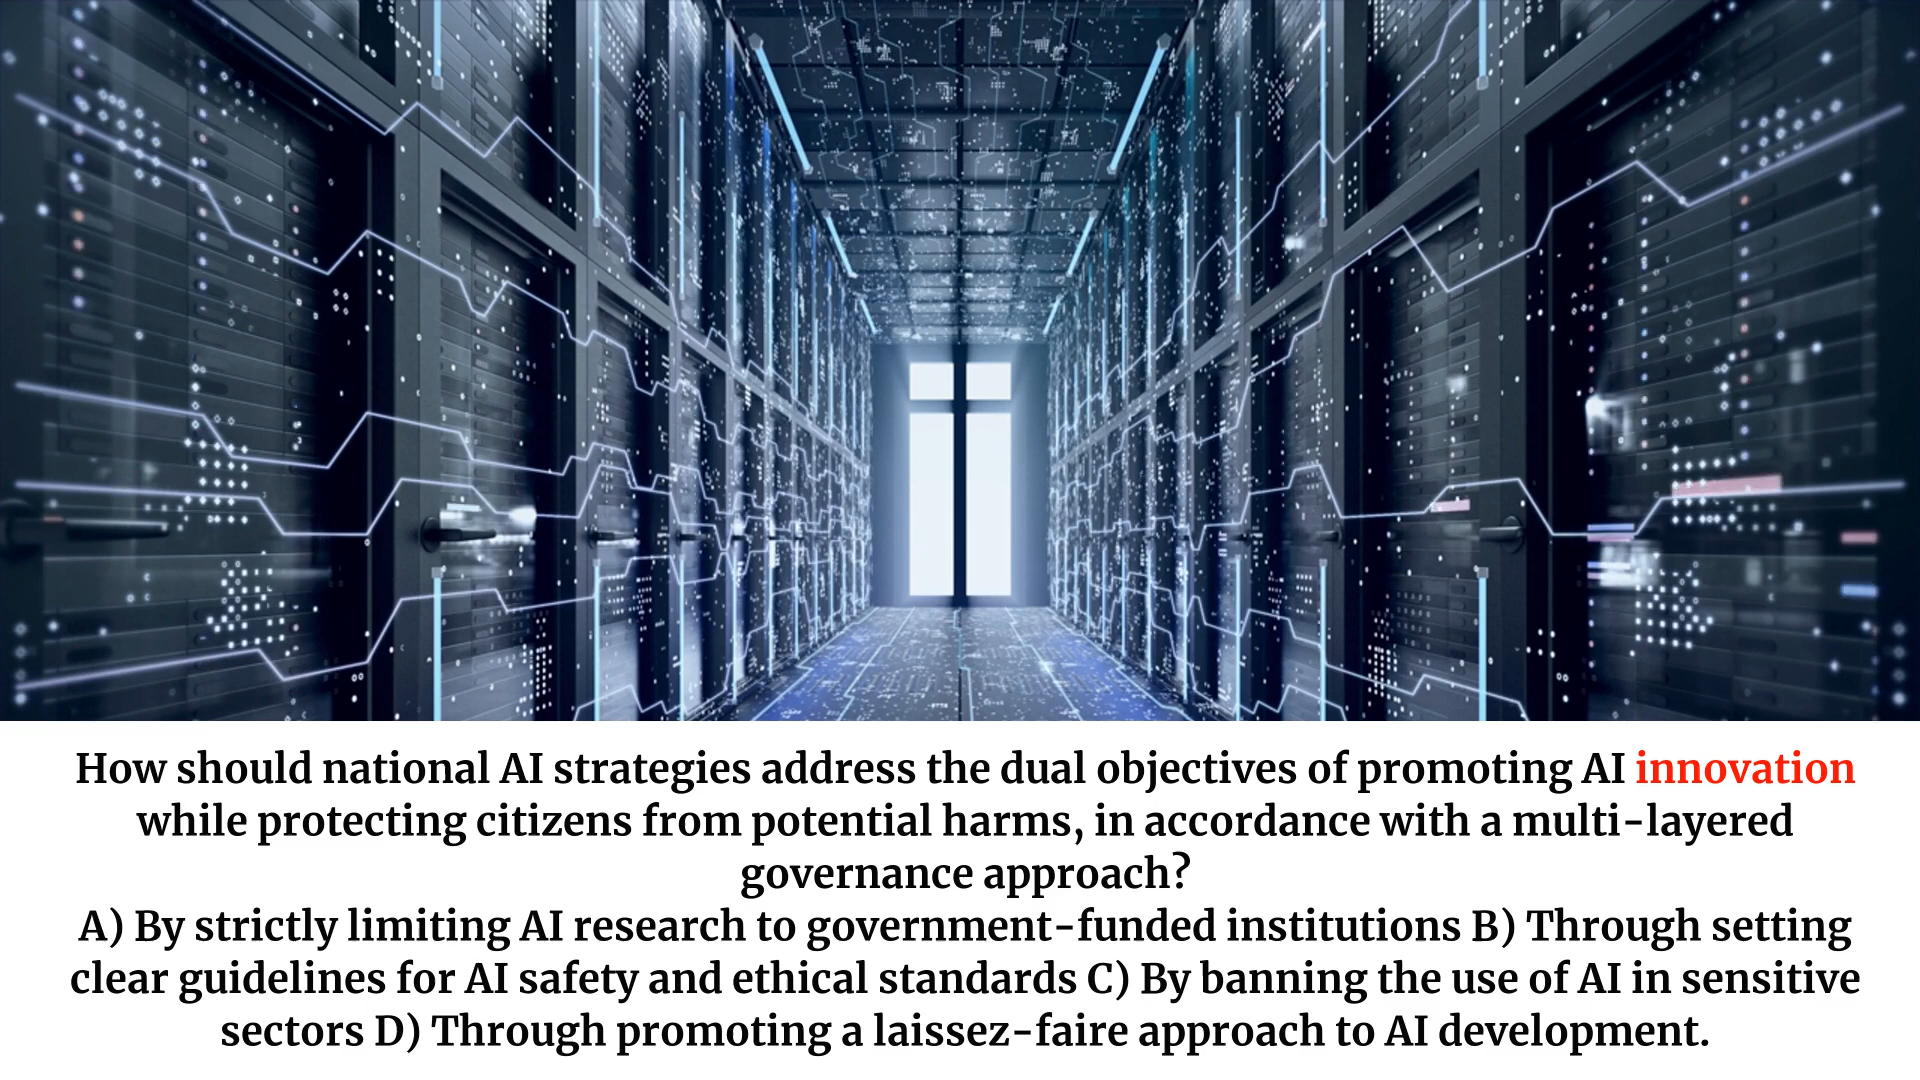 How should national AI strategies address the dual objectives of promoting AI innovation
while protecting citizens from potential harms, in accordance with a multi-layered
governance approach?
A) By strictly limiting AI research to government-funded institutions B) Through setting
clear guidelines for AI safety and ethical standards C) By banning the use of AI in sensitive
sectors D) Through promoting a laissez-faire approach to AI development.